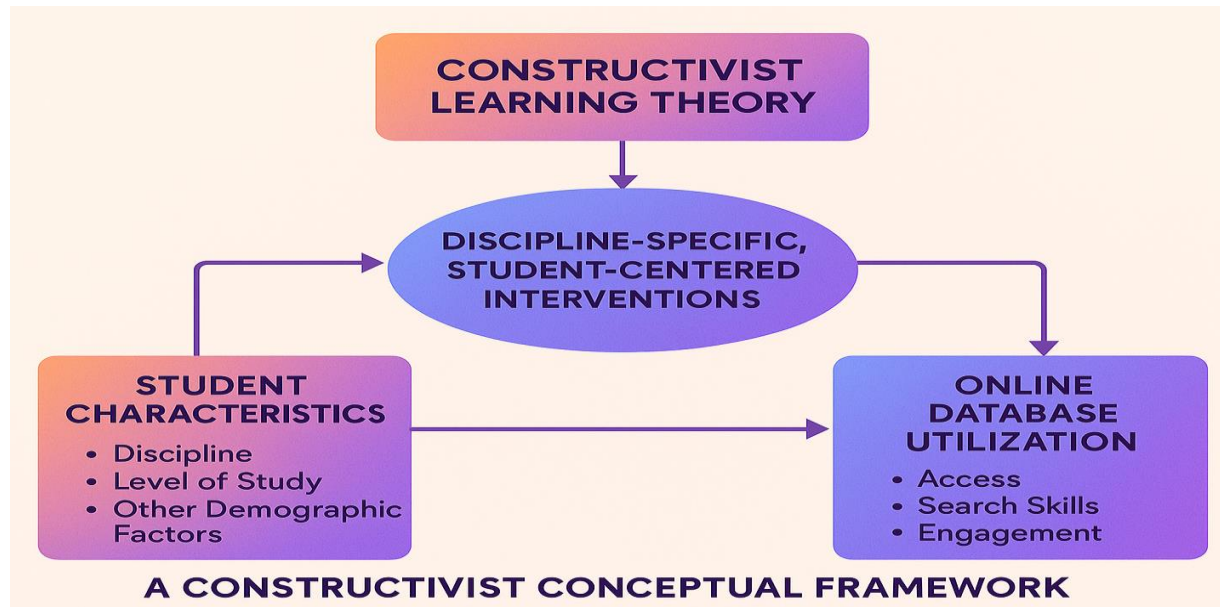 CONSTRUCTIVIST
LEARNING THEORY
DISCIPLINE-SPECIFIC,
STUDENT-CENTERED
INTERVENTIONS
STUDENT
CHARACTERISTICS
• Discipline
• Level of Study
• Other Demographic
Factors
ONLINE
DATABASE
UTILIZATION
• Access
• Search Skills
• Engagement
A CONSTRUCTIVIST CONCEPTUAL FRAMEWORK